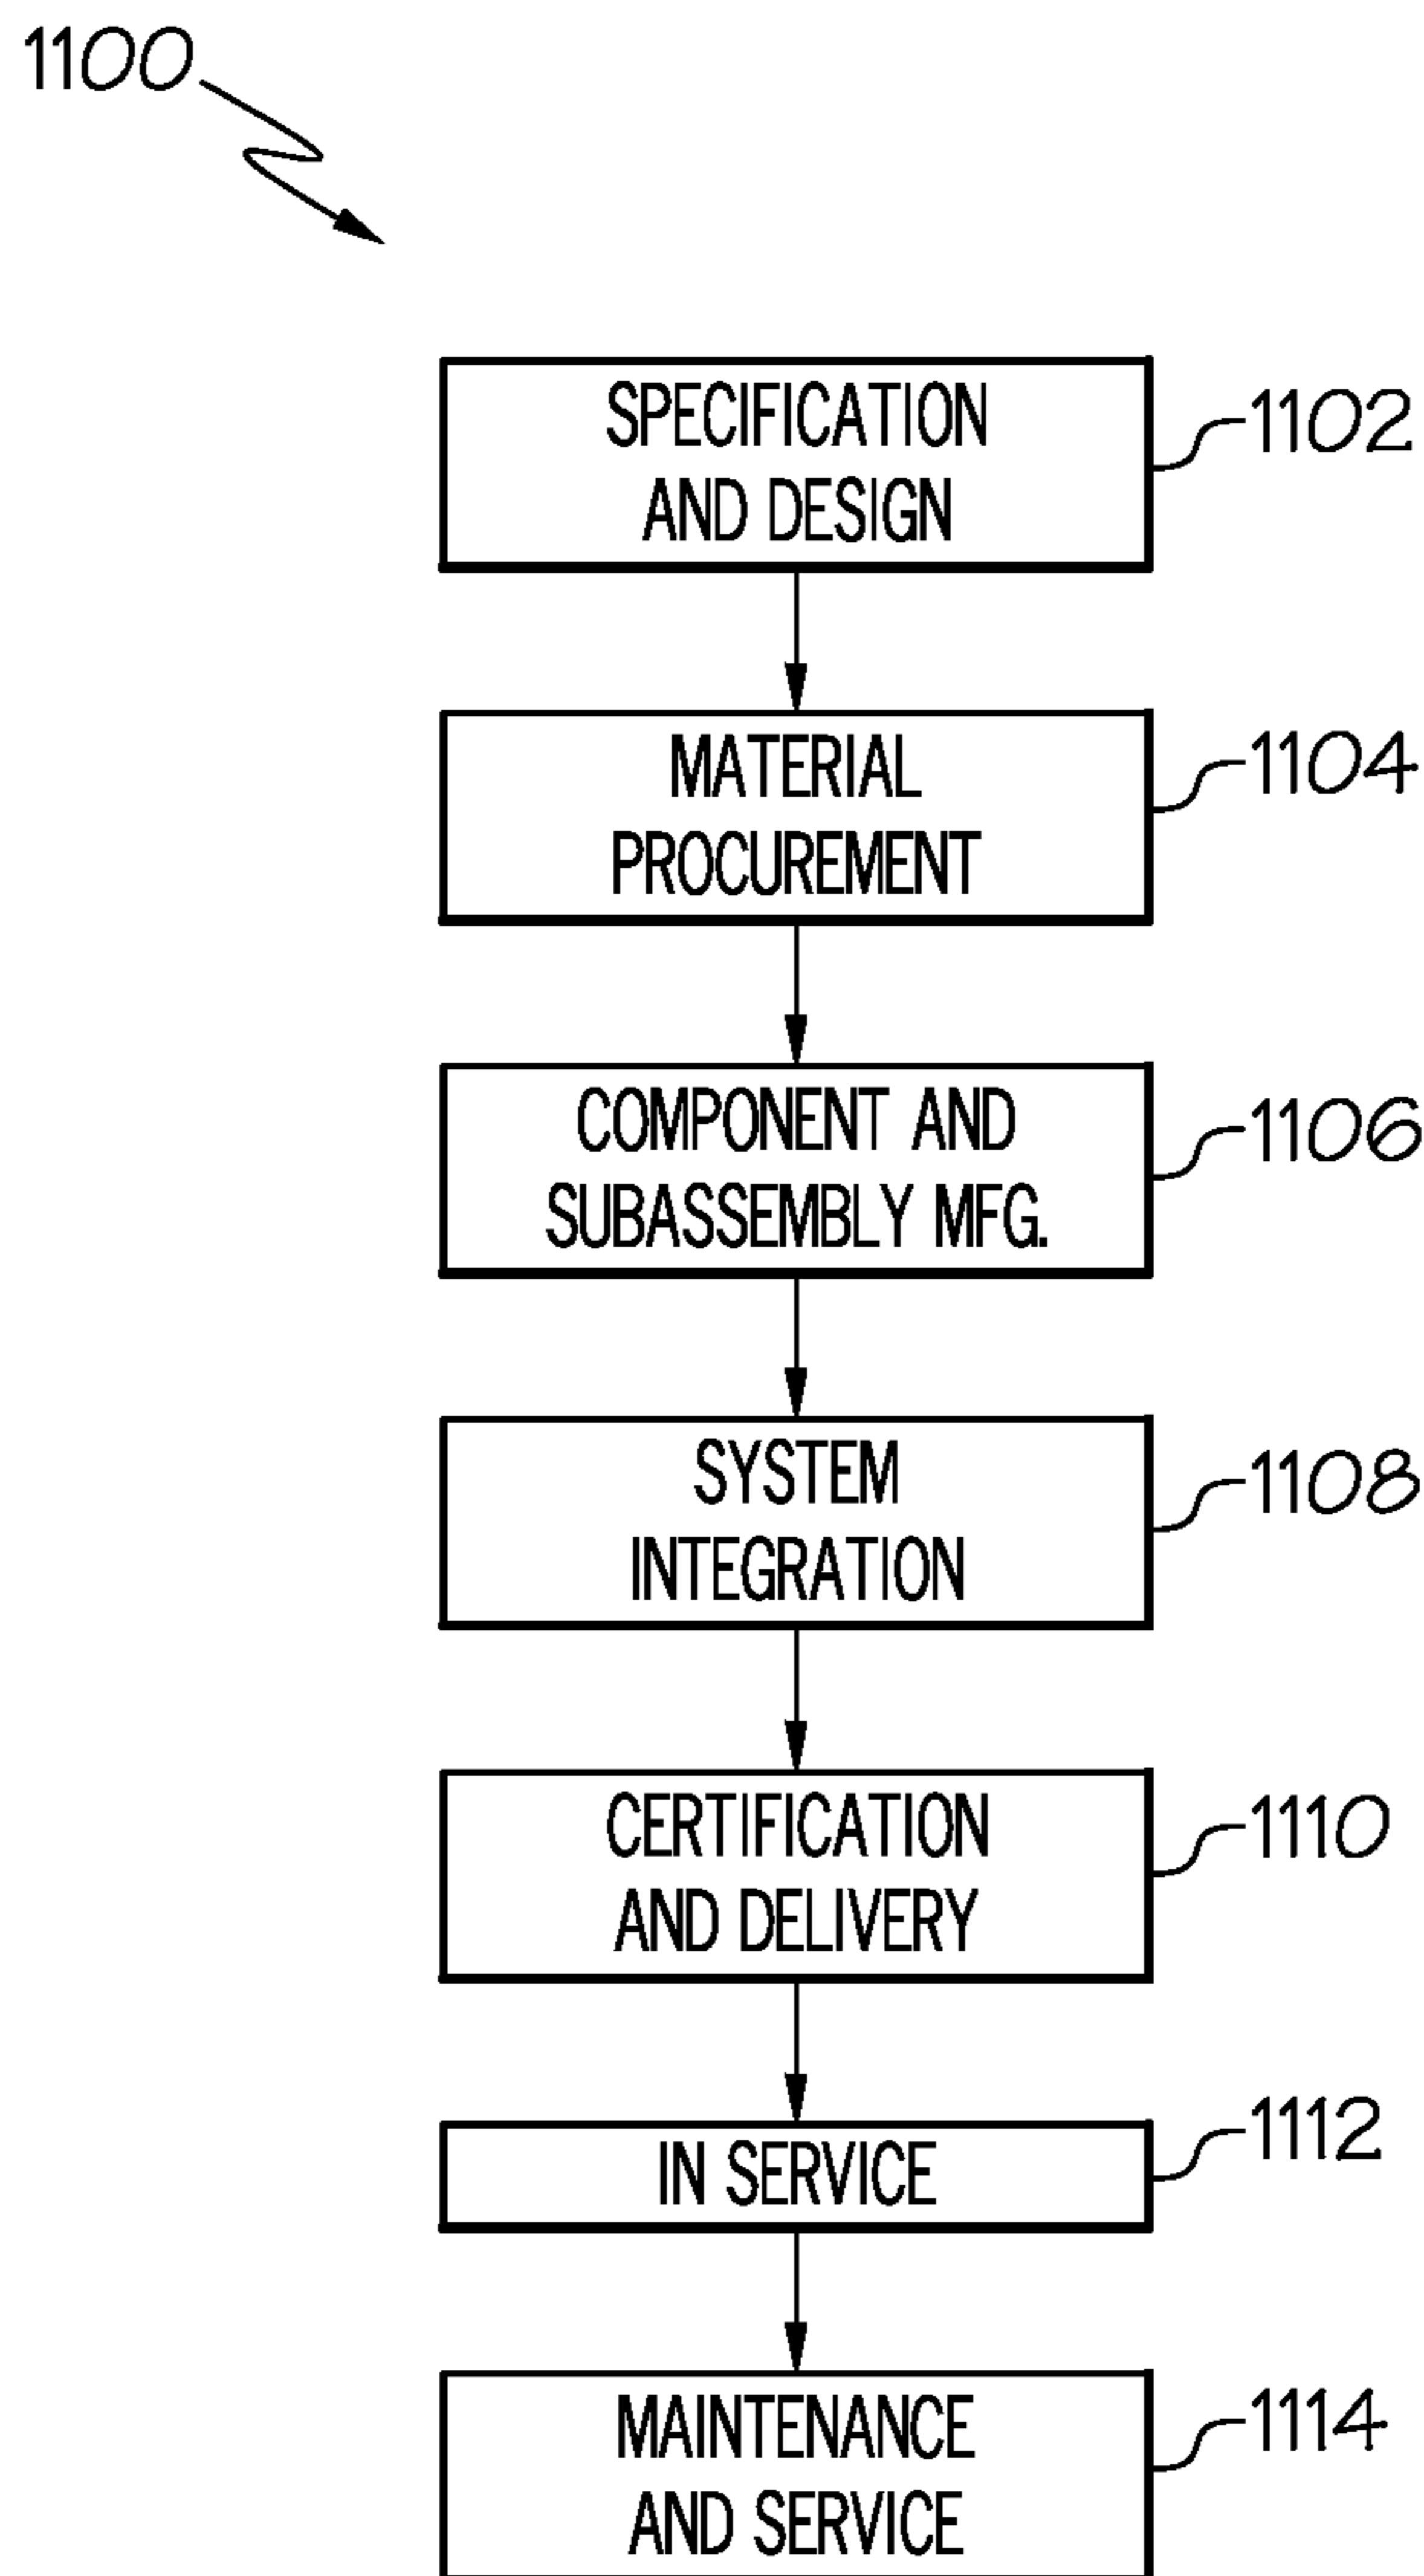 1100
SPECIFICATION
AND DESIGN
1102
MATERIAL
PROCUREMENT
1104
COMPONENT AND
SUBASSEMBLY MFG.
1106
SYSTEM
INTEGRATION
1108
CERTIFICATION
AND DELIVERY
1110
IN SERVICE
1112
MAINTENANCE
AND SERVICE
1114